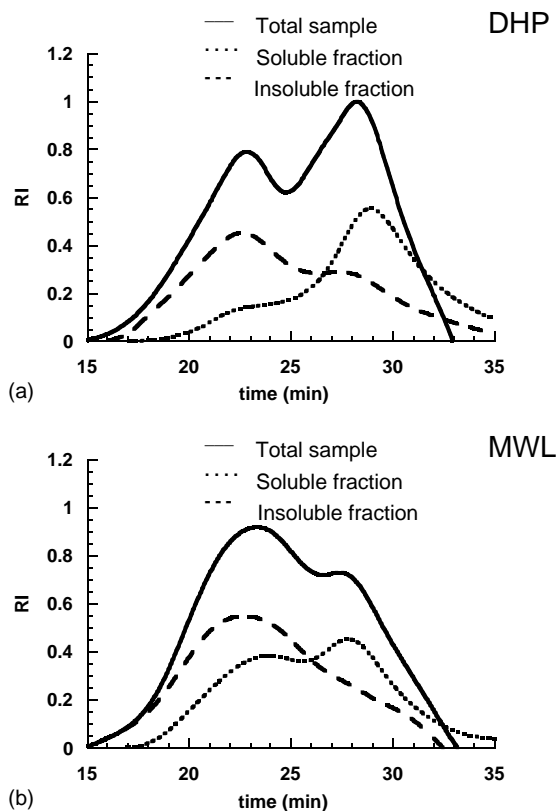 DHP
Total sample
Soluble fraction
Insoluble fraction
1.2
1
0.8
0.6
0.4
0.2
0
RI
15 20 25 30 35
time (min)
(a)
MWL
Total sample
Soluble fraction
Insoluble fraction
1.2
1
0.8
0.6
0.4
0.2
0
RI
15 20 25 30 35
time (min)
(b)